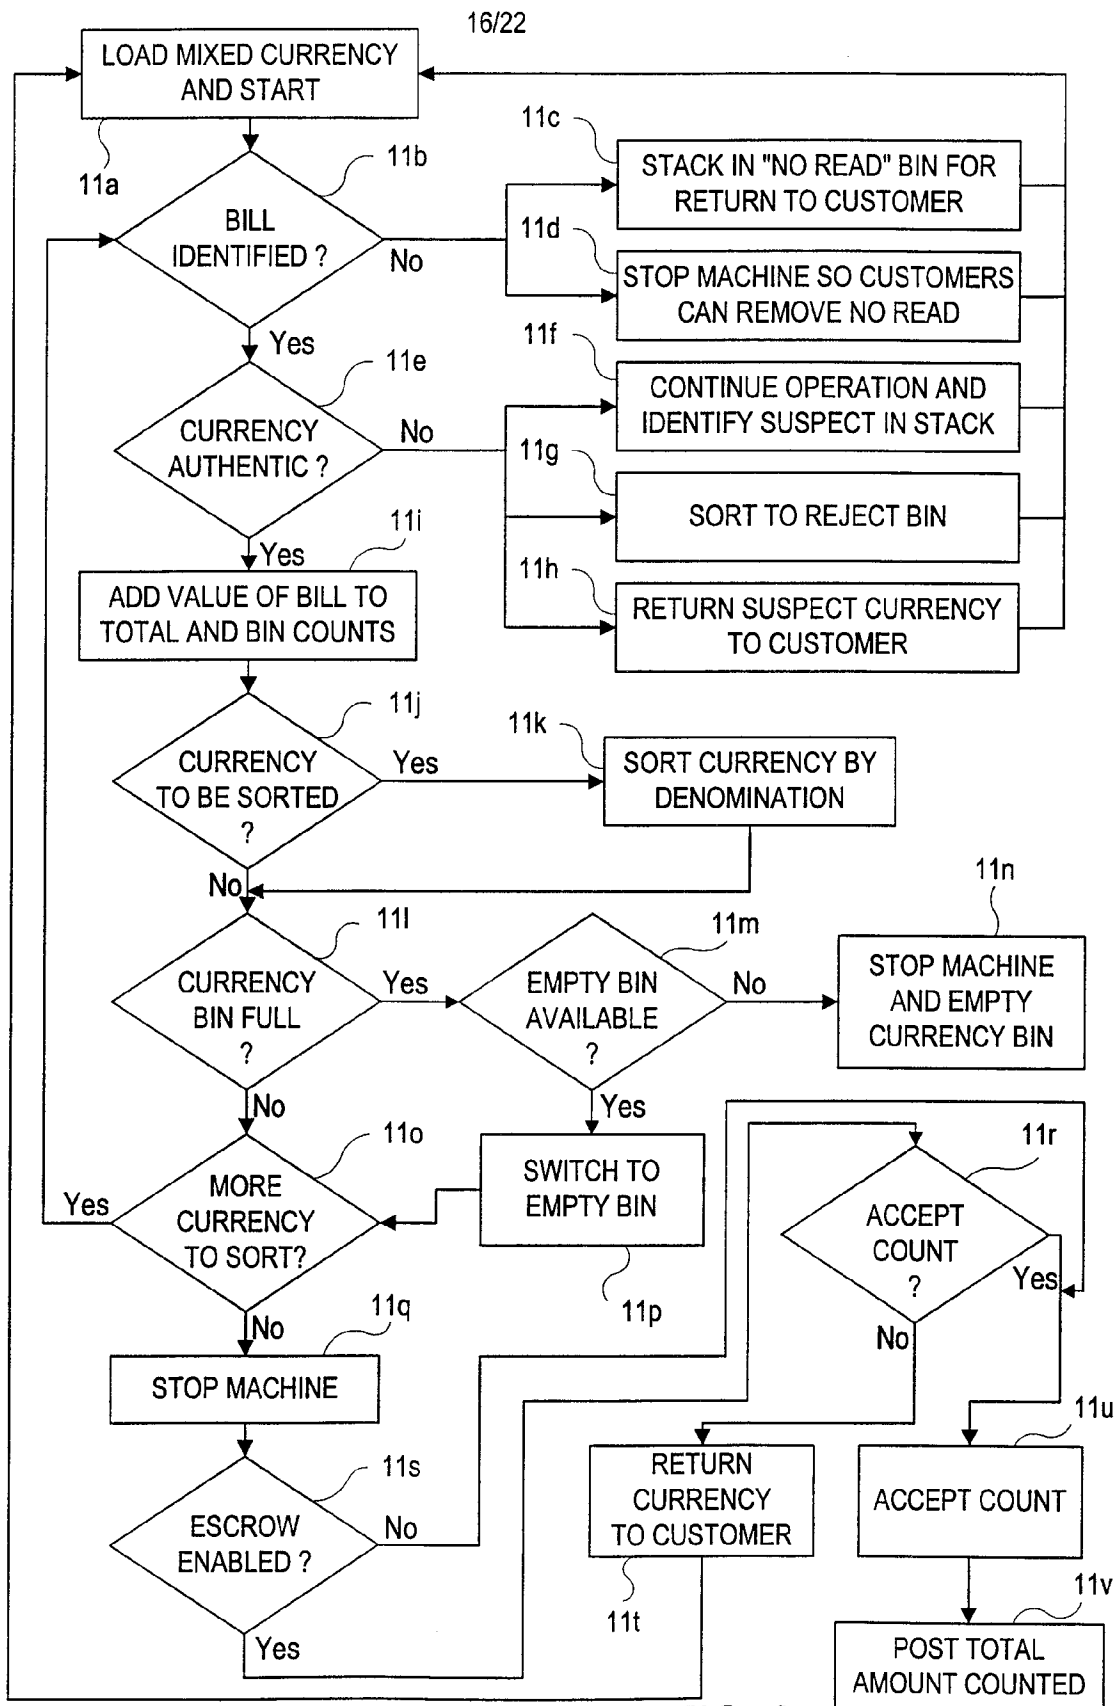 16/22
LOAD MIXED CURRENCY
AND START
11a
11b
BILL
IDENTIFIED ?
No
Yes
11c
STACK IN "NO READ" BIN FOR
RETURN TO CUSTOMER
11d
STOP MACHINE SO CUSTOMERS
CAN REMOVE NO READ
11e
CURRENCY
AUTHENTIC ?
No
Yes
11f
CONTINUE OPERATION AND
IDENTIFY SUSPECT IN STACK
11g
SORT TO REJECT BIN
11h
RETURN SUSPECT CURRENCY
TO CUSTOMER
11i
ADD VALUE OF BILL TO
TOTAL AND BIN COUNTS
11j
CURRENCY
TO BE SORTED
?
Yes
No
11k
SORT CURRENCY BY
DENOMINATION
11l
CURRENCY
BIN FULL
?
Yes
No
11m
EMPTY BIN
AVAILABLE
?
No
Yes
11n
STOP MACHINE
AND EMPTY
CURRENCY BIN
11o
MORE
CURRENCY
TO SORT?
Yes
No
SWITCH TO
EMPTY BIN
11p
11r
ACCEPT
COUNT
?
Yes
No
11q
STOP MACHINE
11s
ESCROW
ENABLED ?
No
Yes
RETURN
CURRENCY
TO CUSTOMER
11t
11u
ACCEPT COUNT
11v
POST TOTAL
AMOUNT COUNTED